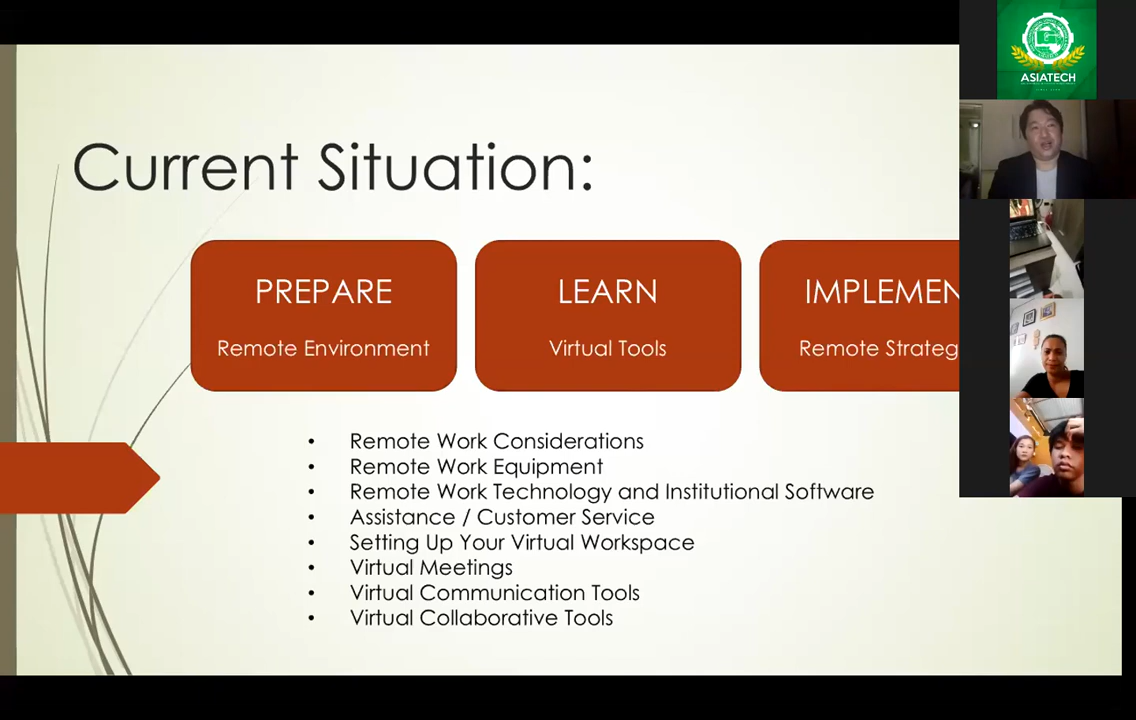 ASIATECH
Current Situation:
PREPARE
Remote Environment
LEARN
Virtual Tools
IMPLEMEN
Remote Strateg
• Remote Work Considerations
• Remote Work Equipment
• Remote Work Technology and Institutional Software
• Assistance / Customer Service
• Setting Up Your Virtual Workspace
• Virtual Meetings
• Virtual Communication Tools
• Virtual Collaborative Tools